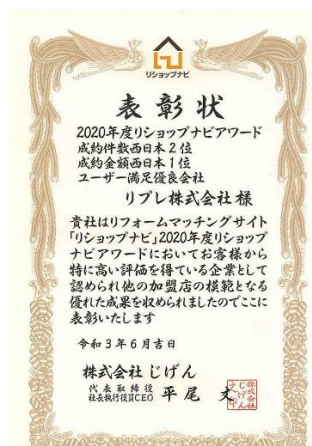 リショップナビ
表彰状
2020年度リショップナビアワード
成約件数西日本2位
成約金額西日本1位
ユーザー満足優良会社
リプレ株式会社様
貴社はリフォームマッチングサイト
「リショップナビ」2020年度リショップ
ナビアワードにおいてお客様から
特に高い評価を得ている企業として
認められ他の加盟店の模範となる
優れた成果を収められましたのでここに
表彰いたします
令和3年6月吉日
株式会社じげん
代表取締役
社長執行役員CEO 平尾 丈